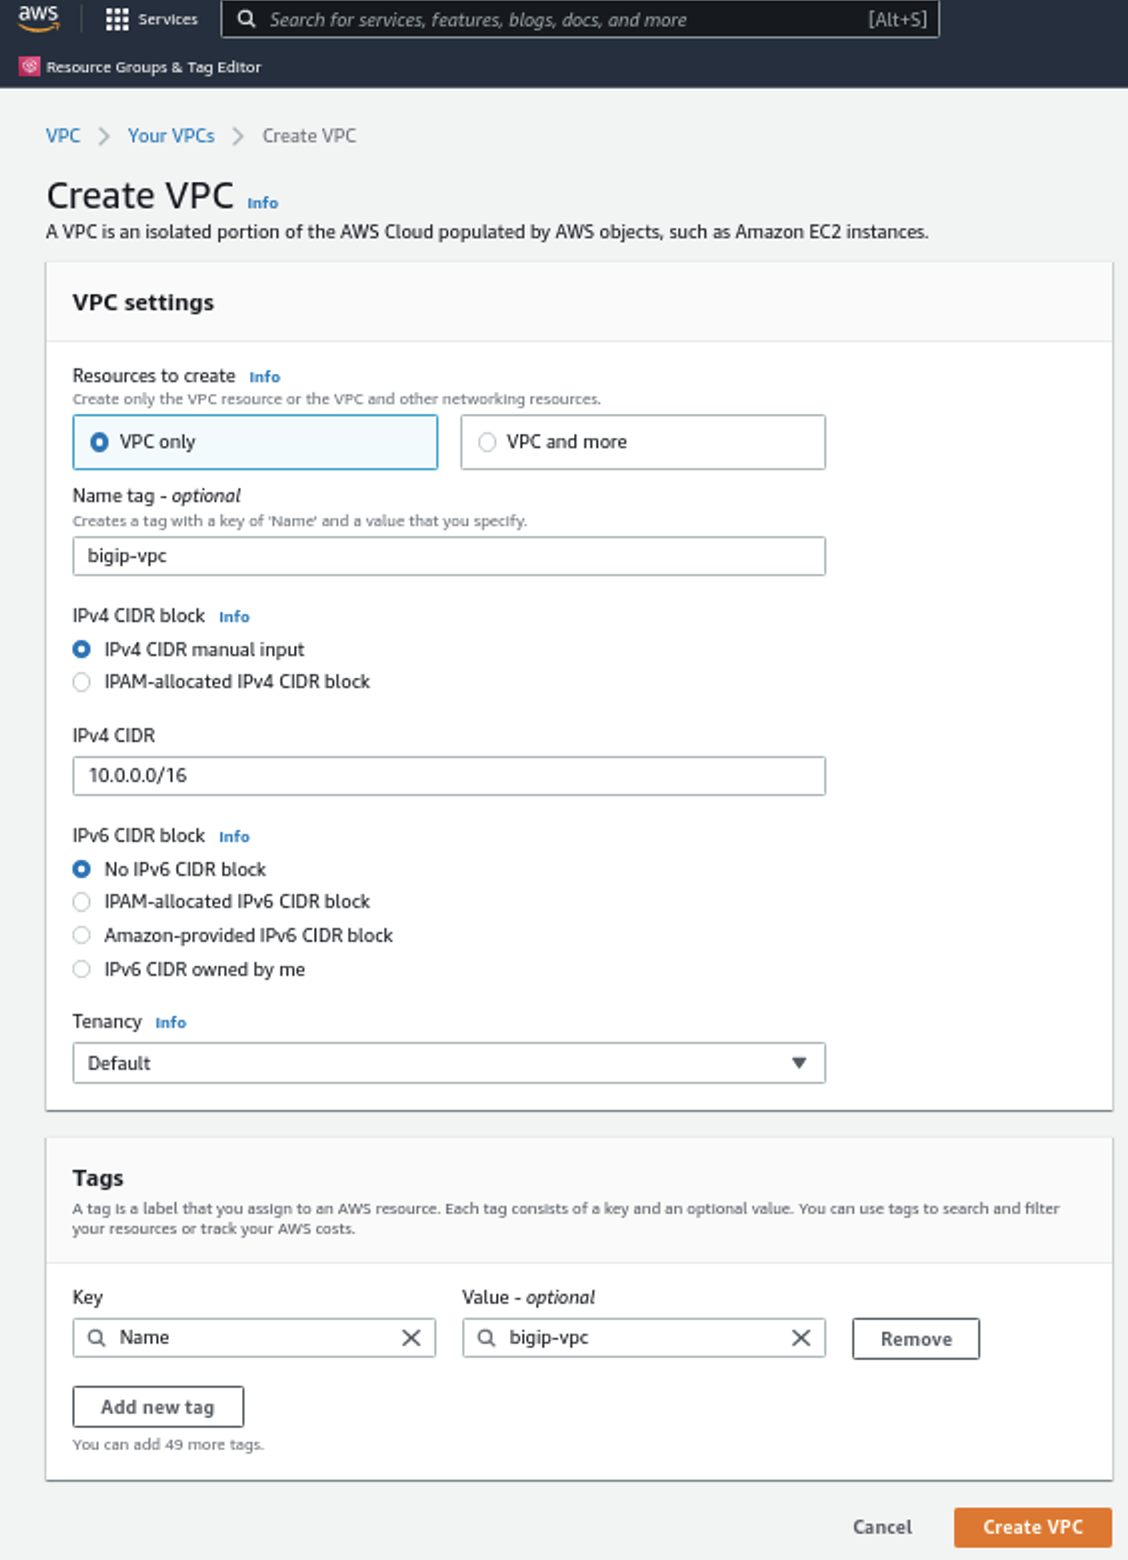 aws
Services
Search for services, features, blogs, docs, and more [Alt+S]
Resource Groups & Tag Editor
VPC > Your VPCs > Create VPC
Create VPC Info
A VPC is an isolated portion of the AWS Cloud populated by AWS objects, such as Amazon EC2 instances.
VPC settings
Resources to create Info
Create only the VPC resource or the VPC and other networking resources.
VPC only VPC and more
Name tag - optional
Creates a tag with a key of 'Name' and a value that you specify.
bigip-vpc
IPv4 CIDR block Info
IPv4 CIDR manual input
IPAM-allocated IPv4 CIDR block
IPv4 CIDR
10.0.0.0/16
IPv6 CIDR block Info
No IPv6 CIDR block
IPAM-allocated IPv6 CIDR block
Amazon-provided IPv6 CIDR block
IPv6 CIDR owned by me
Tenancy Info
Default
Tags
A tag is a label that you assign to an AWS resource. Each tag consists of a key and an optional value. You can use tags to search and filter
your resources or track your AWS costs.
Key Value - optional
Name bigip-vpc Remove
Add new tag
You can add 49 more tags.
Cancel Create VPC